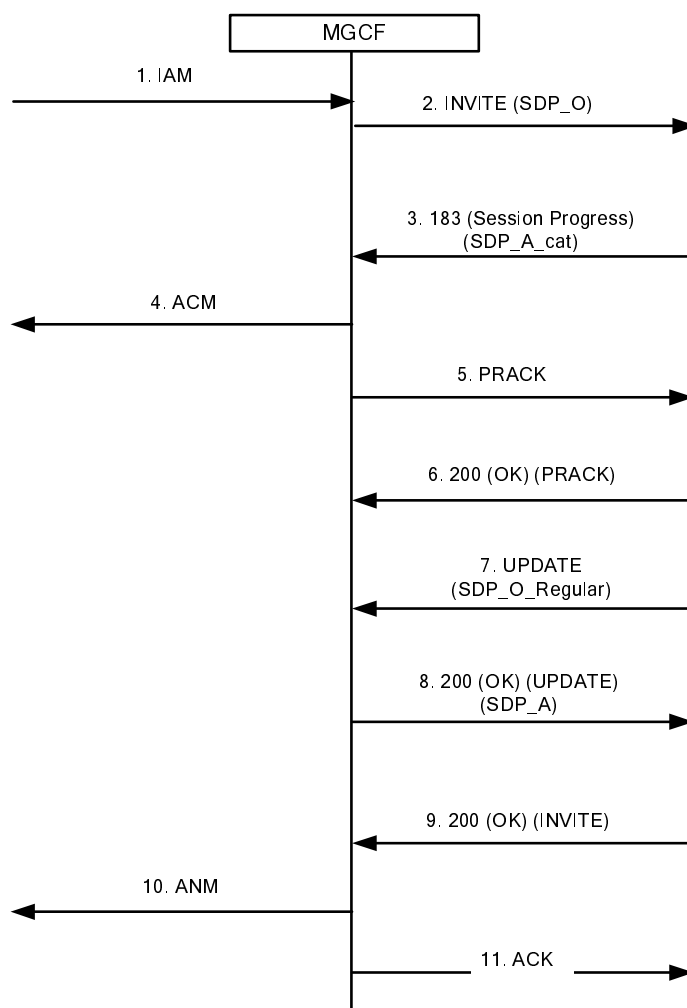 MGCF
1. IAM
2. INVITE (SDP_O)
3. 183 (Session Progress)
(SDP_A_cat)
4. ACM
5. PRACK
6. 200 (OK) (PRACK)
7. UPDATE
(SDP_O_Regular)
8. 200 (OK) (UPDATE)
(SDP_A)
9. 200 (OK) (INVITE)
10. ANM
11. ACK